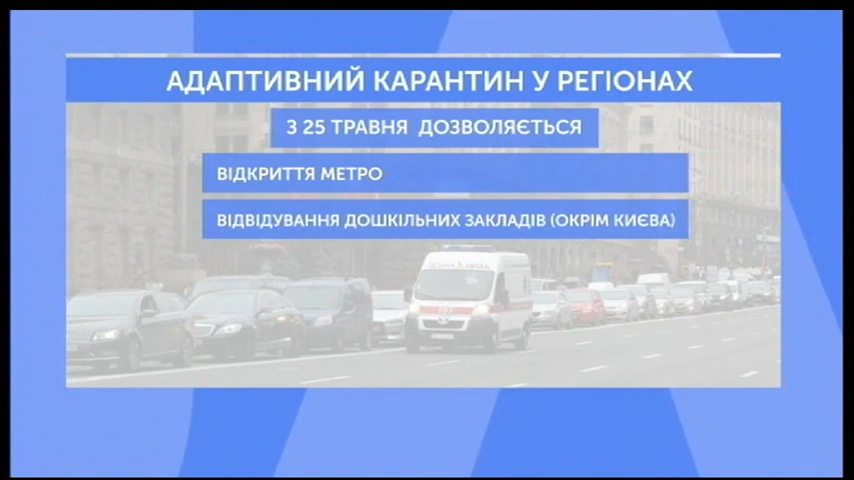 АДАПТИВНИЙ КАРАНТИН У РЕГІОНАХ
З 25 ТРАВНЯ ДОЗВОЛЯЄТЬСЯ
ВІДКРИТТЯ МЕТРО
ВІДВІДУВАННЯ ДОШКІЛЬНИХ ЗАКЛАДІВ (ОКРІМ КИЄВА)